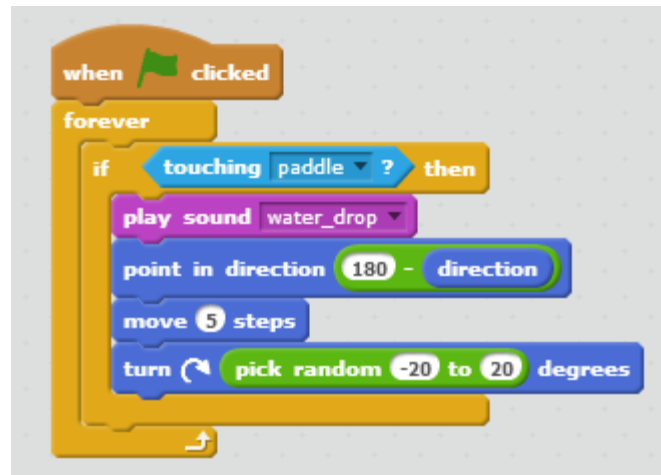 when clicked
forever
if touching paddle ? then
play sound water_drop
point in direction 180 - direction
move 5 steps
turn pick random -20 to 20 degrees